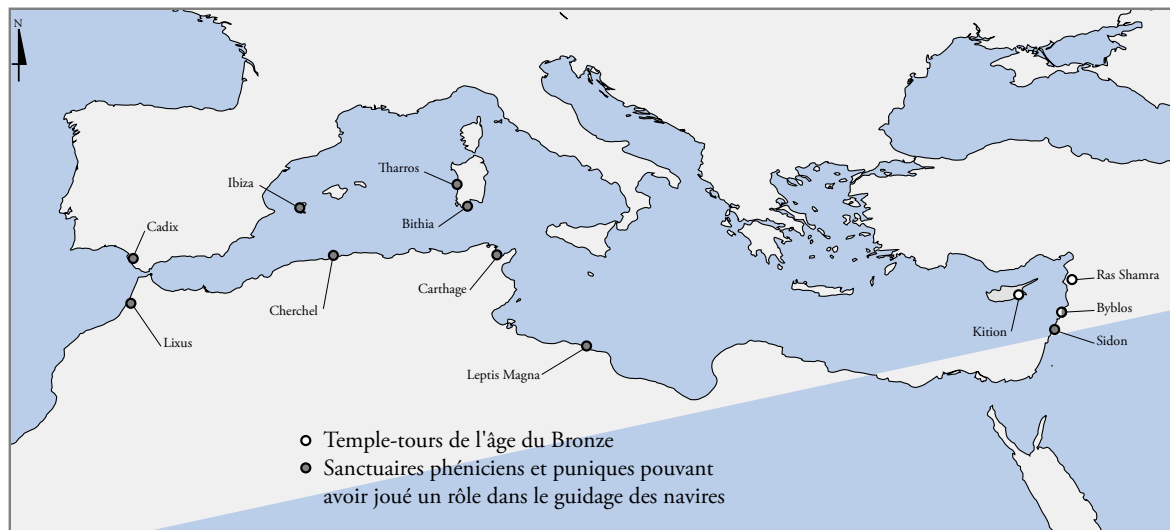 N
Tharros
Ibiza
Bithia
Cadix
Carthage
Ras Shamra
Cherchel
Byblos
Kition
Sidon
Lixus
Leptis Magna
Temple-tours de l'âge du Bronze
Sanctuaires phéniciens et puniques pouvant
avoir joué un rôle dans le guidage des navires